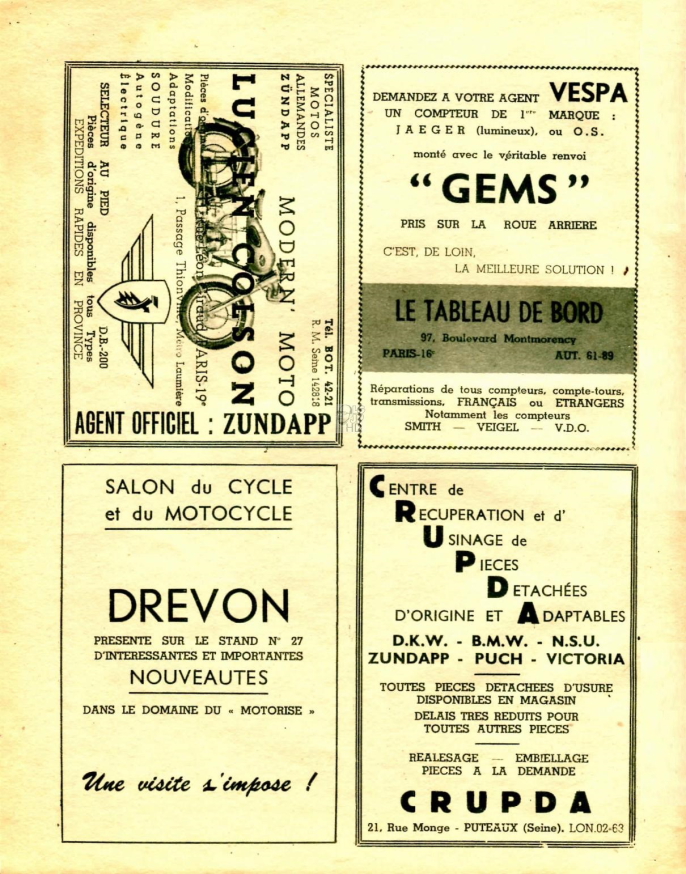 SPÉCIALISTE
MOTOS
ALLEMANDES
ZÜNDAPP
MODERN' MOTO
Tél. BOT. 42-21
R. M. Seine 142818
LUCIEN COISON
PARIS-19e
1, Passage Thionville Métro Laumière
Pièces
Adaptations
SOUDURE
Autogène
Électrique
SELECTEUR AU PIED
D.B.-200
Pièces d'origine disponibles tous Types
EXPEDITIONS RAPIDES EN PROVINCE
AGENT OFFICIEL : ZUNDAPP
DEMANDEZ A VOTRE AGENT VESPA
UN COMPTEUR DE 1ère MARQUE :
JAEGER (lumineux). ou O.S.
monté avec le véritable renvoi
“ GEMS ”
PRIS SUR LA ROUE ARRIERE
C'EST, DE LOIN,
LA MEILLEURE SOLUTION !
LE TABLEAU DE BORD
97, Boulevard Montmorency
PARIS-16e AUT. 61-89
Réparations de tous compteurs, compte-tours,
transmissions. FRANÇAIS ou ETRANGERS
Notamment les compteurs
SMITH — VEIGEL — V.D.O.
SALON du CYCLE
et du MOTOCYCLE
DREVON
PRESENTE SUR LE STAND N° 27
D'INTERESSANTES ET IMPORTANTES
NOUVEAUTES
DANS LE DOMAINE DU « MOTORISE »
Une visite s'impose !
CENTRE de
RECUPERATION et d'
USINAGE de
PIECES
DETACHÉES
D'ORIGINE ET ADAPTABLES
D.K.W. - B.M.W. - N.S.U.
ZUNDAPP - PUCH - VICTORIA
TOUTES PIECES DETACHEES D'USURE
DISPONIBLES EN MAGASIN
DELAIS TRES REDUITS POUR
TOUTES AUTRES PIECES
REALESAGE — EMBIELLAGE
PIECES A LA DEMANDE
CRUPDA
21, Rue Monge - PUTEAUX (Seine). LON.02-63